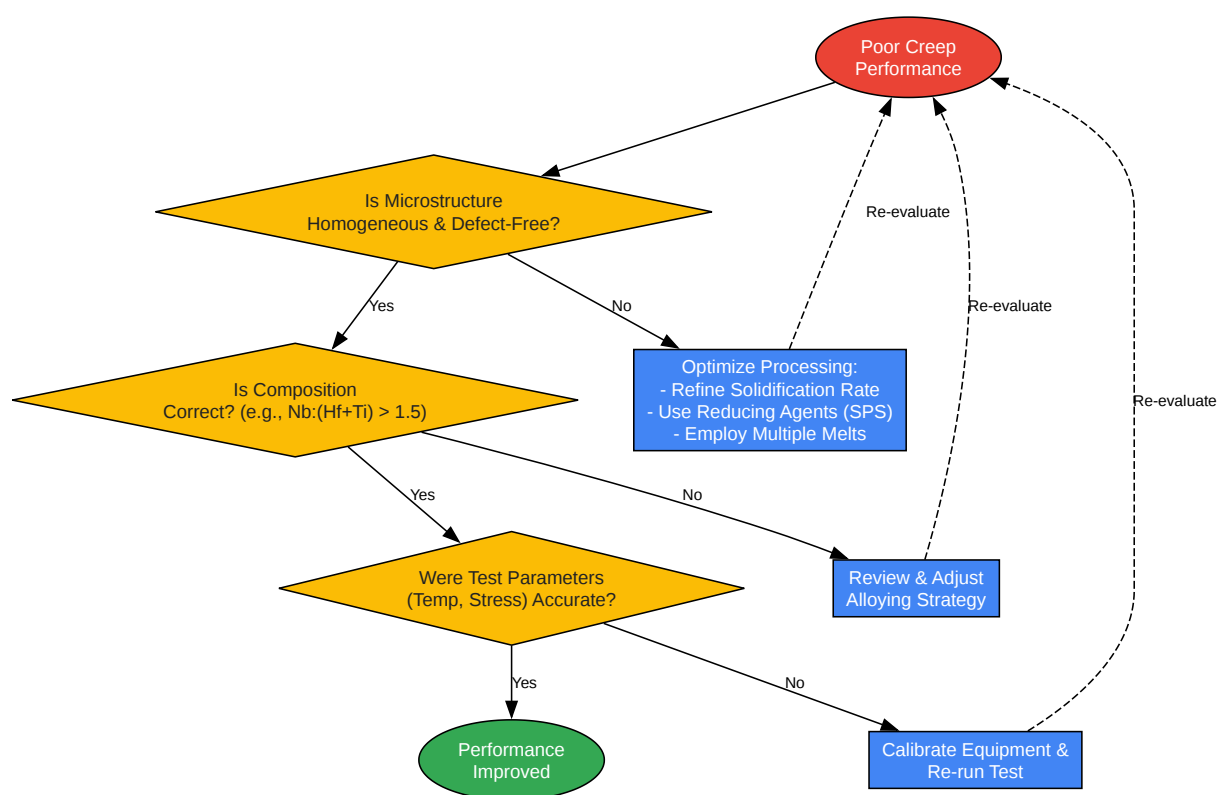 Poor Creep
Performance
Is Microstructure
Homogeneous & Defect-Free?
Re-evaluate
Yes
No
Re-evaluate
Optimize Processing:
- Refine Solidification Rate
- Use Reducing Agents (SPS)
- Employ Multiple Melts
Is Composition
Correct? (e.g., Nb:(Hf+Ti) > 1.5)
Re-evaluate
Yes
No
Were Test Parameters
(Temp, Stress) Accurate?
Review & Adjust
Alloying Strategy
Yes
No
Performance
Improved
Calibrate Equipment &
Re-run Test